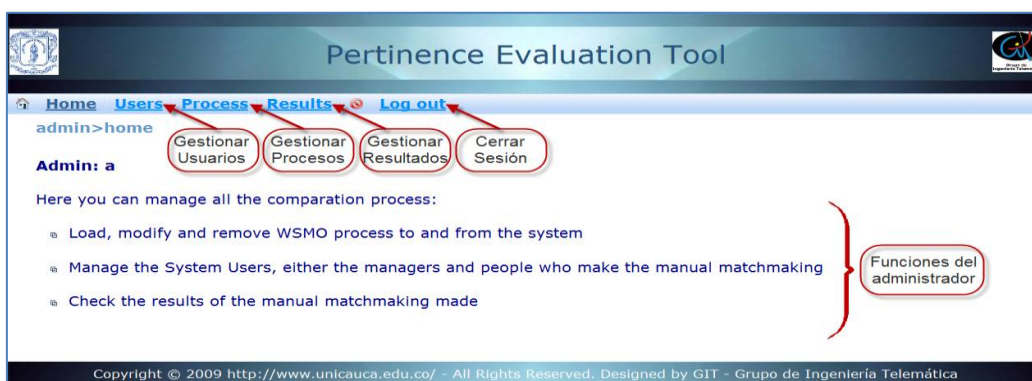 Pertinence Evaluation Tool
Grupo de
Ingeniería Telemática
Home Users Process Results Log out
admin>home
Gestionar Usuarios
Gestionar Procesos
Gestionar Resultados
Cerrar Sesión
Admin: a
Here you can manage all the comparation process:
Load, modify and remove WSMO process to and from the system
Manage the System Users, either the managers and people who make the manual matchmaking
Check the results of the manual matchmaking made
Funciones del
administrador
Copyright © 2009 http://www.unicauca.edu.co/ - All Rights Reserved. Designed by GIT - Grupo de Ingeniería Telemática